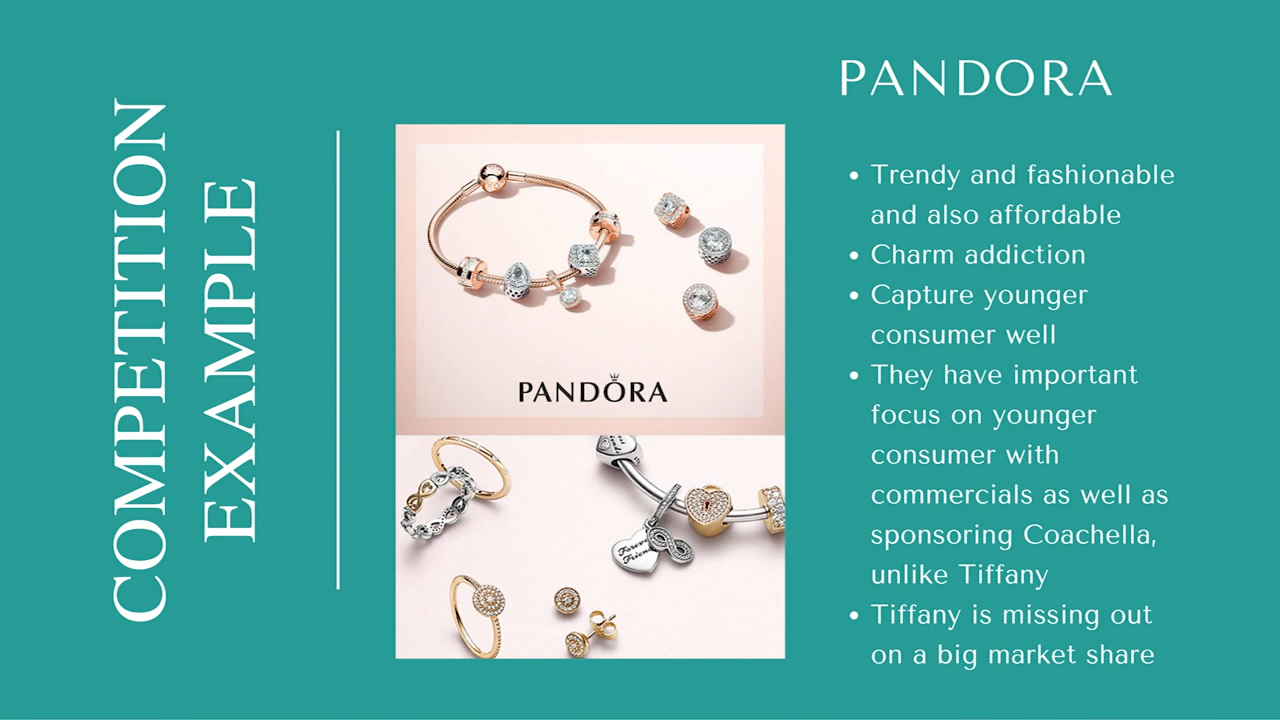 COMPETITION
EXAMPLE
PANDORA
PANDORA
Forever
Friend
• Trendy and fashionable
and also affordable
• Charm addiction
• Capture younger
consumer well
• They have important
focus on younger
consumer with
commercials as well as
sponsoring Coachella,
unlike Tiffany
• Tiffany is missing out
on a big market share